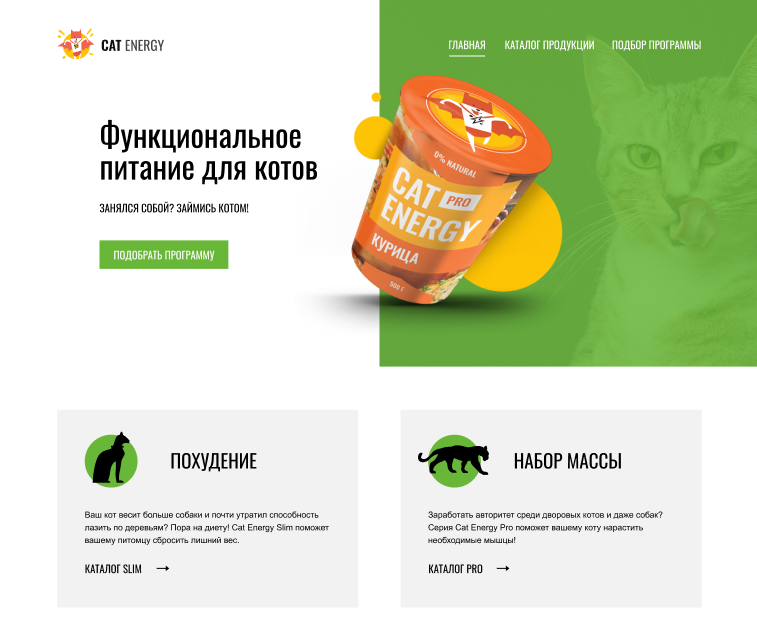 CAT ENERGY
ГЛАВНАЯ КАТАЛОГ ПРОДУКЦИИ ПОДБОР ПРОГРАММЫ
Функциональное
питание для котов
ЗАНЯЛСЯ СОБОЙ? ЗАЙМИСЬ КОТОМ!
ПОДОБРАТЬ ПРОГРАММУ
0% NATURAL
CAT PRO
ENERGY
КУРИЦА
500 Г
ПОХУДЕНИЕ
Ваш кот весит больше собаки и почти утратил способность
лазить по деревьям? Пора на диету! Cat Energy Slim поможет
вашему питомцу сбросить лишний вес.
КАТАЛОГ SLIM
НАБОР МАССЫ
Заработать авторитет среди дворовых котов и даже собак?
Серия Cat Energy Pro поможет вашему коту нарастить
необходимые мышцы!
КАТАЛОГ PRO